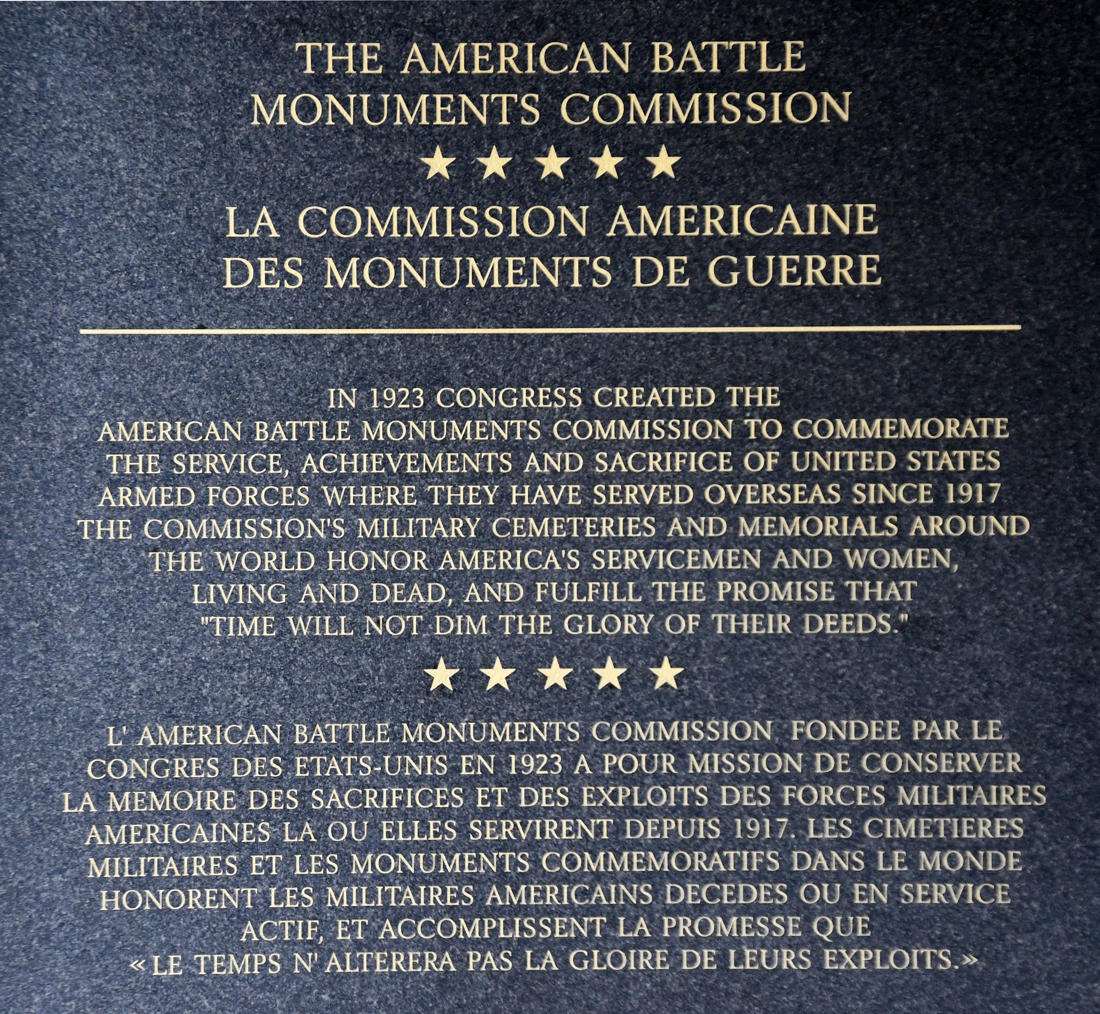 THE AMERICAN BATTLE
MONUMENTS COMMISSION
★ ★ ★ ★ ★
LA COMMISSION AMERICAINE
DES MONUMENTS DE GUERRE
IN 1923 CONGRESS CREATED THE
AMERICAN BATTLE MONUMENTS COMMISSION TO COMMEMORATE
THE SERVICE, ACHIEVEMENTS AND SACRIFICE OF UNITED STATES
ARMED FORCES WHERE THEY HAVE SERVED OVERSEAS SINCE 1917
THE COMMISSION'S MILITARY CEMETERIES AND MEMORIALS AROUND
THE WORLD HONOR AMERICA'S SERVICEMEN AND WOMEN,
LIVING AND DEAD, AND FULFILL THE PROMISE THAT
"TIME WILL NOT DIM THE GLORY OF THEIR DEEDS."
★ ★ ★ ★ ★
L' AMERICAN BATTLE MONUMENTS COMMISSION FONDEE PAR LE
CONGRES DES ETATS-UNIS EN 1923 A POUR MISSION DE CONSERVER
LA MEMOIRE DES SACRIFICES ET DES EXPLOITS DES FORCES MILITAIRES
AMERICAINES LA OU ELLES SERVIRENT DEPUIS 1917. LES CIMETIERES
MILITAIRES ET LES MONUMENTS COMMEMORATIFS DANS LE MONDE
HONORENT LES MILITAIRES AMERICAINS DECEDES OU EN SERVICE
ACTIF, ET ACCOMPLISSENT LA PROMESSE QUE
«LE TEMPS N' ALTERERA PAS LA GLOIRE DE LEURS EXPLOITS.»